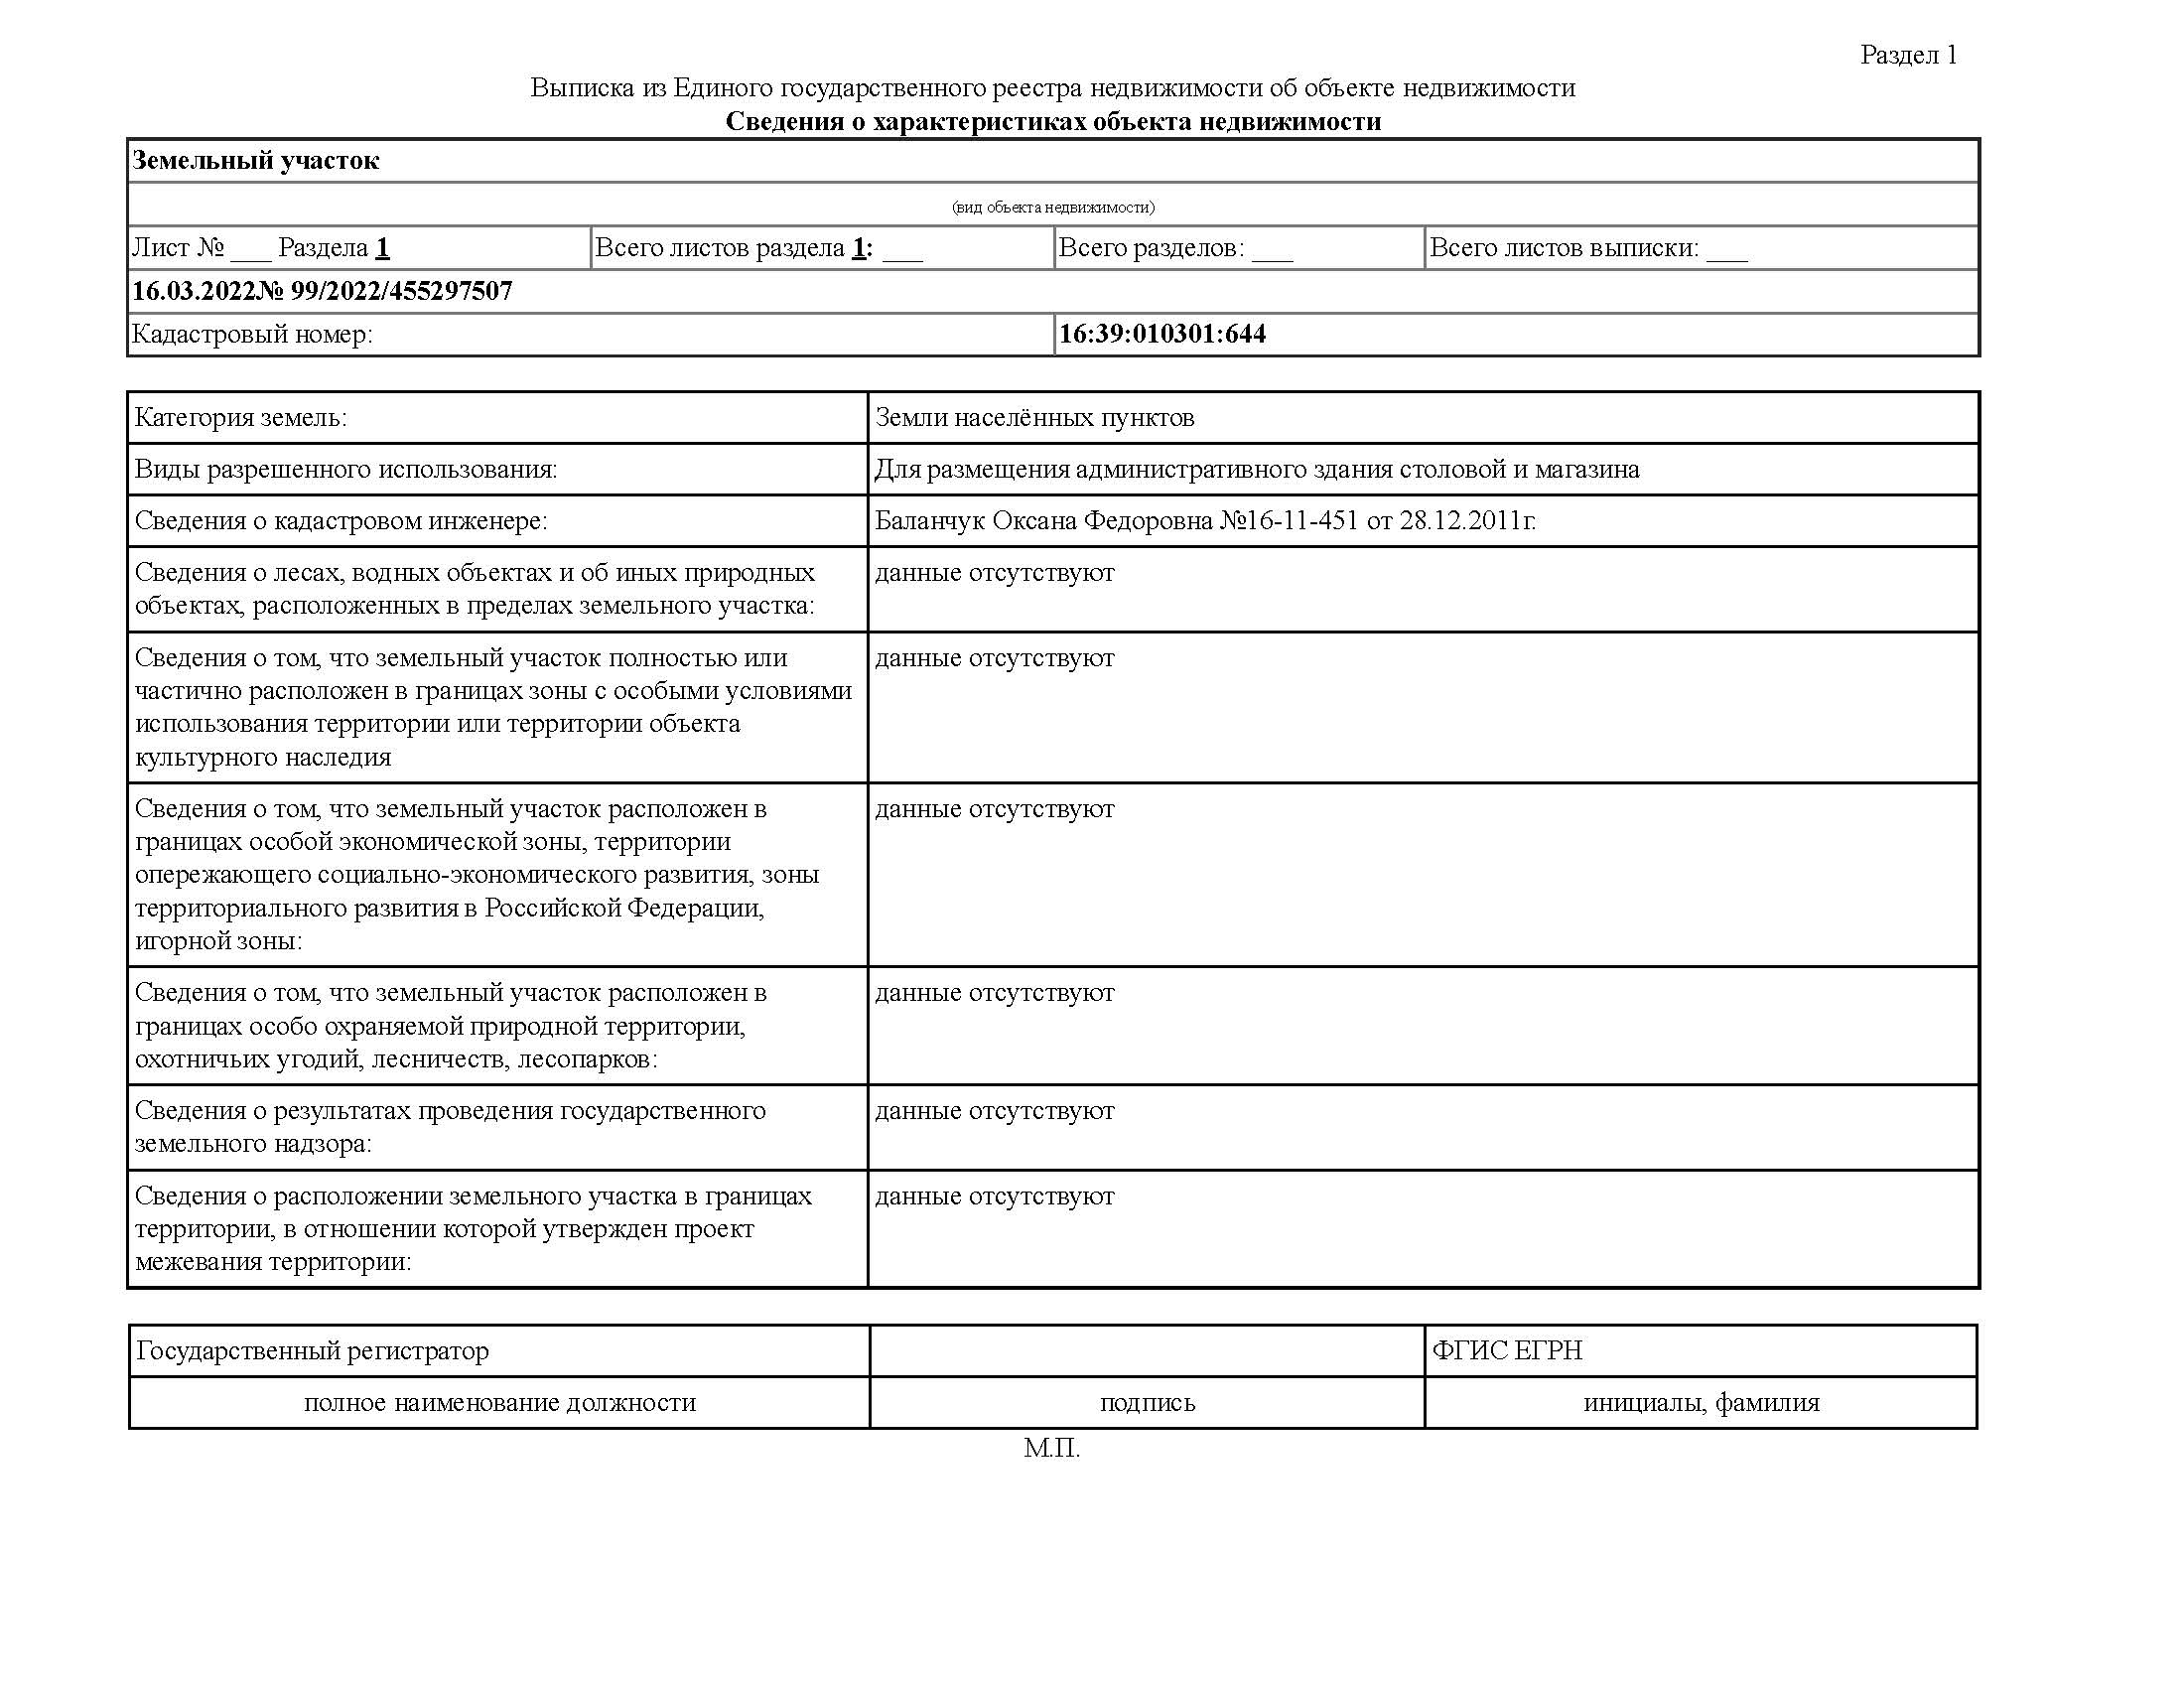 Раздел 1
Выписка из Единого государственного реестра недвижимости об объекте недвижимости
Сведения о характеристиках объекта недвижимости
Земельный участок
(вид объекта недвижимости)
Лист № ___ Раздела 1 Всего листов раздела 1: ___ Всего разделов: ___ Всего листов выписки: ___
16.03.2022№ 99/2022/455297507
Кадастровый номер: 16:39:010301:644
Категория земель: Земли населённых пунктов
Виды разрешенного использования: Для размещения административного здания столовой и магазина
Сведения о кадастровом инженере: Баланчук Оксана Федоровна №16-11-451 от 28.12.2011г.
Сведения о лесах, водных объектах и об иных природных данные отсутствуют
объектах, расположенных в пределах земельного участка:
Сведения о том, что земельный участок полностью или данные отсутствуют
частично расположен в границах зоны с особыми условиями
использования территории или территории объекта
культурного наследия
Сведения о том, что земельный участок расположен в данные отсутствуют
границах особой экономической зоны, территории
опережающего социально-экономического развития, зоны
территориального развития в Российской Федерации,
игорной зоны:
Сведения о том, что земельный участок расположен в данные отсутствуют
границах особо охраняемой природной территории,
охотничьих угодий, лесничеств, лесопарков:
Сведения о результатах проведения государственного данные отсутствуют
земельного надзора:
Сведения о расположении земельного участка в границах данные отсутствуют
территории, в отношении которой утвержден проект
межевания территории:
Государственный регистратор ФГИС ЕГРН
полное наименование должности подпись инициалы, фамилия
М.П.